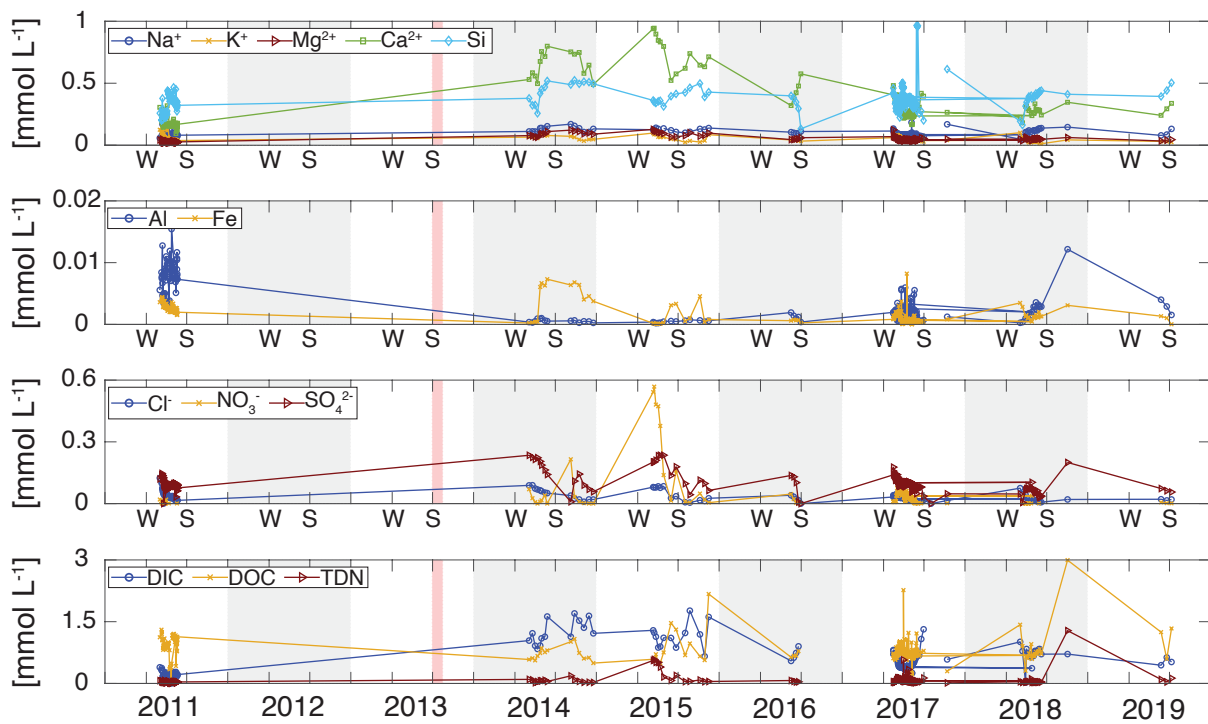 [mmol L⁻¹]
1
0.5
0
Na⁺ K⁺ Mg²⁺ Ca²⁺ Si
W S W S W S W S W S W S W S W S W S
[mmol L⁻¹]
0.02
0.01
0
Al Fe
W S W S W S W S W S W S W S W S W S
[mmol L⁻¹]
0.6
0.3
0
Cl⁻ NO₃⁻ SO₄²⁻
W S W S W S W S W S W S W S W S W S
[mmol L⁻¹]
3
1.5
0
DIC DOC TDN
2011 2012 2013 2014 2015 2016 2017 2018 2019